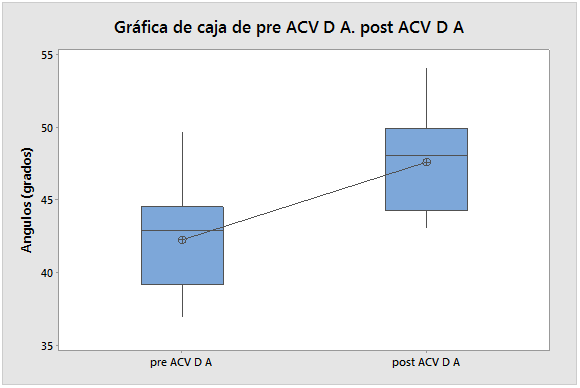 Gráfica de caja de pre ACV D A. post ACV D A
55
50
45
40
35
Angulos (grados)
pre ACV D A
post ACV D A